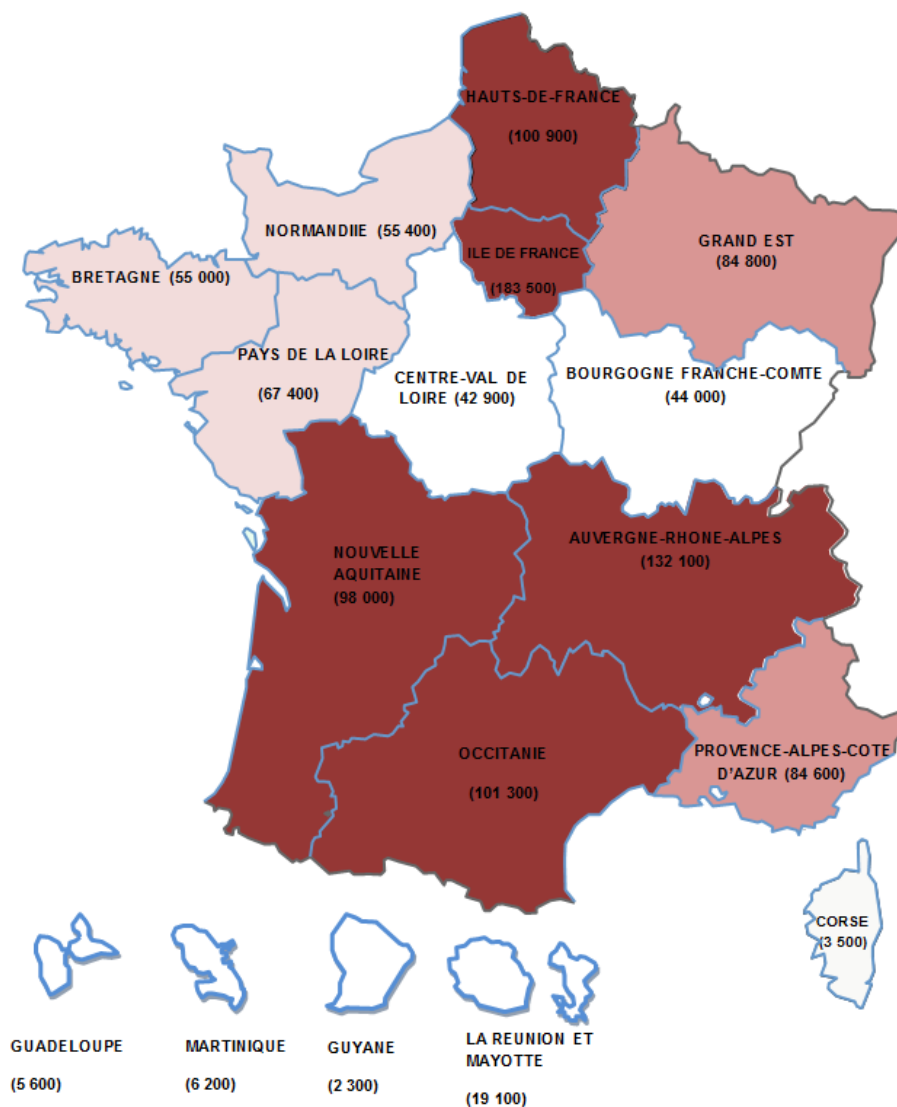 HAUTS-DE-FRANCE
(100 900)
NORMANDIIE (55 400)
ILE DE FRANCE
(183 500)
GRAND EST
(84 800)
BRETAGNE (55 000)
PAYS DE LA LOIRE
(67 400)
CENTRE-VAL DE
LOIRE (42 900)
BOURGOGNE FRANCHE-COMTE
(44 000)
NOUVELLE
AQUITAINE
(98 000)
AUVERGNE-RHONE-ALPES
(132 100)
OCCITANIE
(101 300)
PROVENCE-ALPES-COTE
D'AZUR (84 600)
CORSE
(3 500)
GUADELOUPE
(5 600)
MARTINIQUE
(6 200)
GUYANE
(2 300)
LA REUNION ET
MAYOTTE
(19 100)